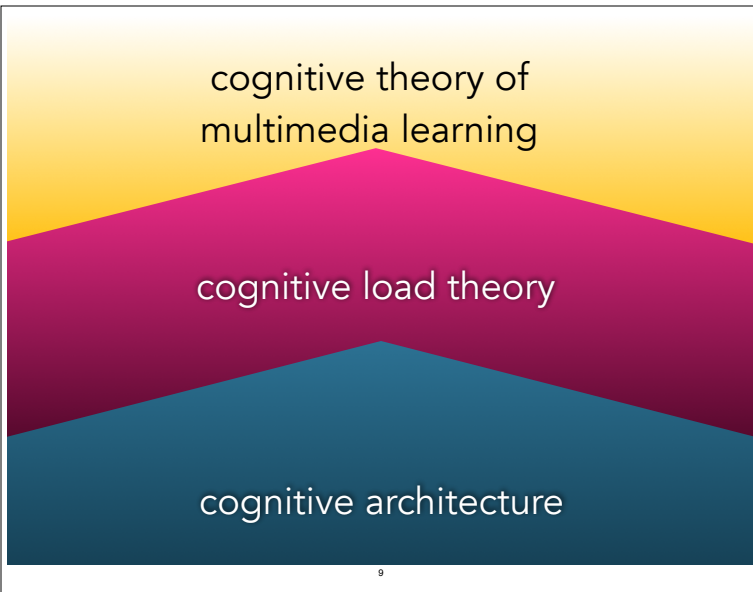 cognitive theory of
multimedia learning
cognitive load theory
cognitive architecture
9